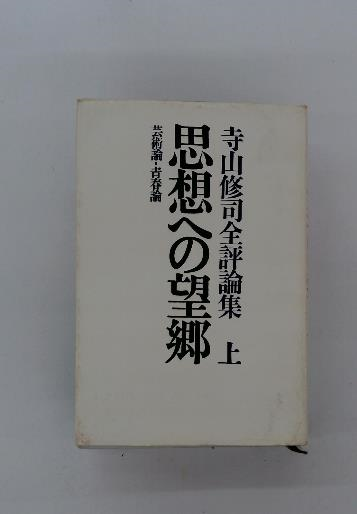 寺山修司全評論集 上
思想への望郷
芸術論・青春論